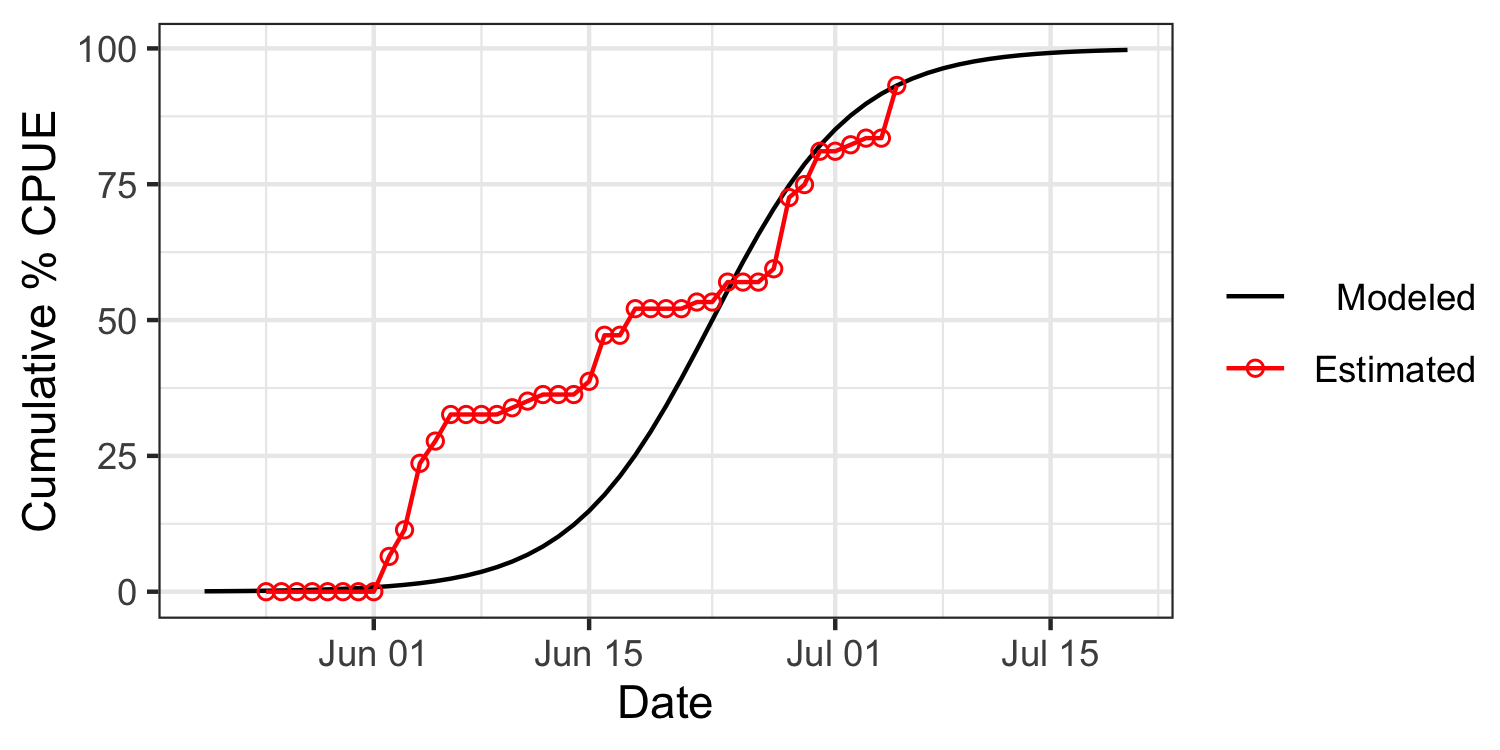 Cumulative % CPUE
100
75
50
25
0
Jun 01
Jun 15
Jul 01
Jul 15
Date
Modeled
Estimated